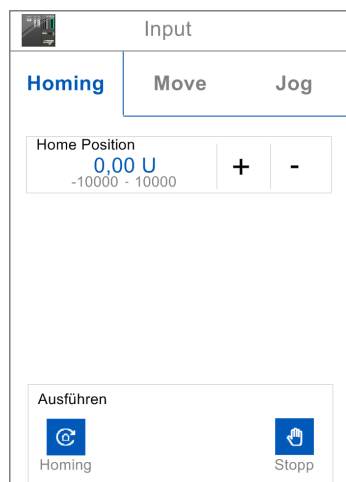 Input
Homing Move Jog
Home Position
0,00 U + -
-10000 - 10000
Ausführen
Homing Stopp